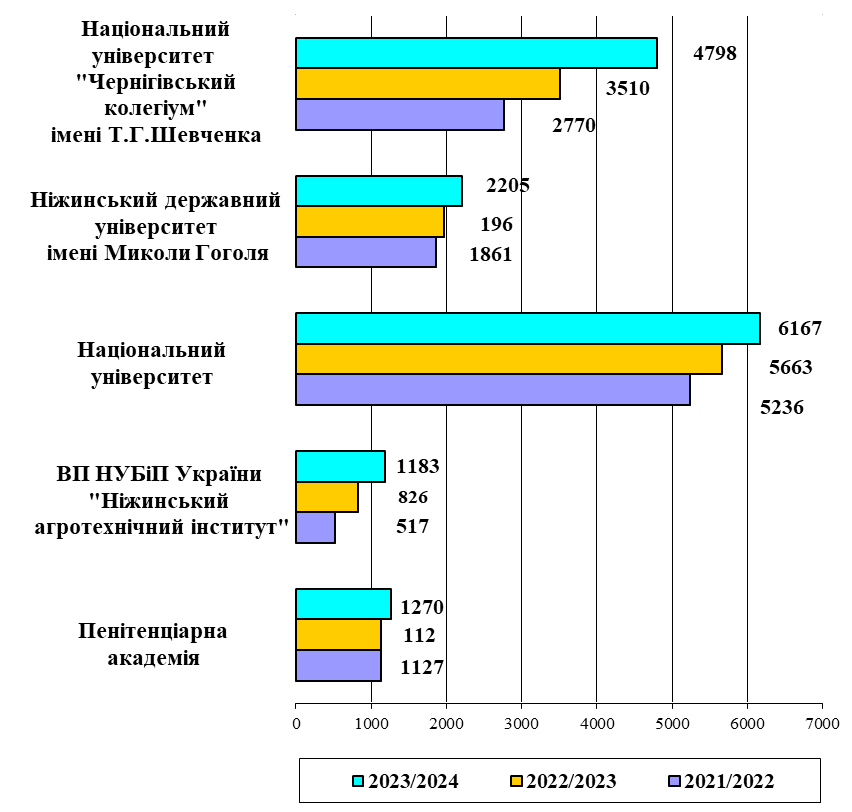 Національний
університет
"Чернігівський
колегіум"
імені Т.Г.Шевченка
4798
3510
2770
Ніжинський державний
університет
імені Миколи Гоголя
2205
196
1861
Національний
університет
6167
5663
5236
ВП НУБіП України
"Ніжинський
агротехнічний інститут"
1183
826
517
Пенітенціарна
академія
1270
112
1127
0 1000 2000 3000 4000 5000 6000 7000
2023/2024 2022/2023 2021/2022